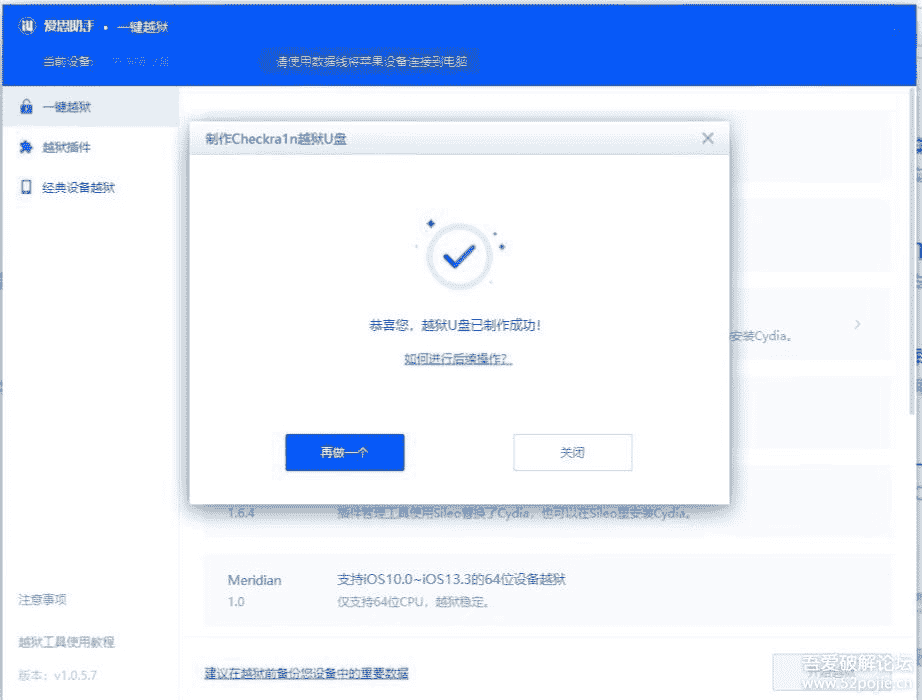 爱思助手 • 一键越狱
当前设备:
请使用数据线将苹果设备连接到电脑
一键越狱
越狱插件
经典设备越狱
制作Checkra1n越狱U盘
恭喜您，越狱U盘已制作成功!
如何进行后续操作?
安装Cydia。
再做一个
关闭
1.6.4
插件管理工具使用Sileo替换了Cydia，也可以在Sileo里安装Cydia。
Meridian
支持iOS10.0~iOS13.3的64位设备越狱
1.0
仅支持64位CPU，越狱稳定。
注意事项
越狱工具使用教程
版本：v1.0.5.7
建议在越狱前备份您设备中的重要数据
吾爱破解论坛
www.52pojie.cn